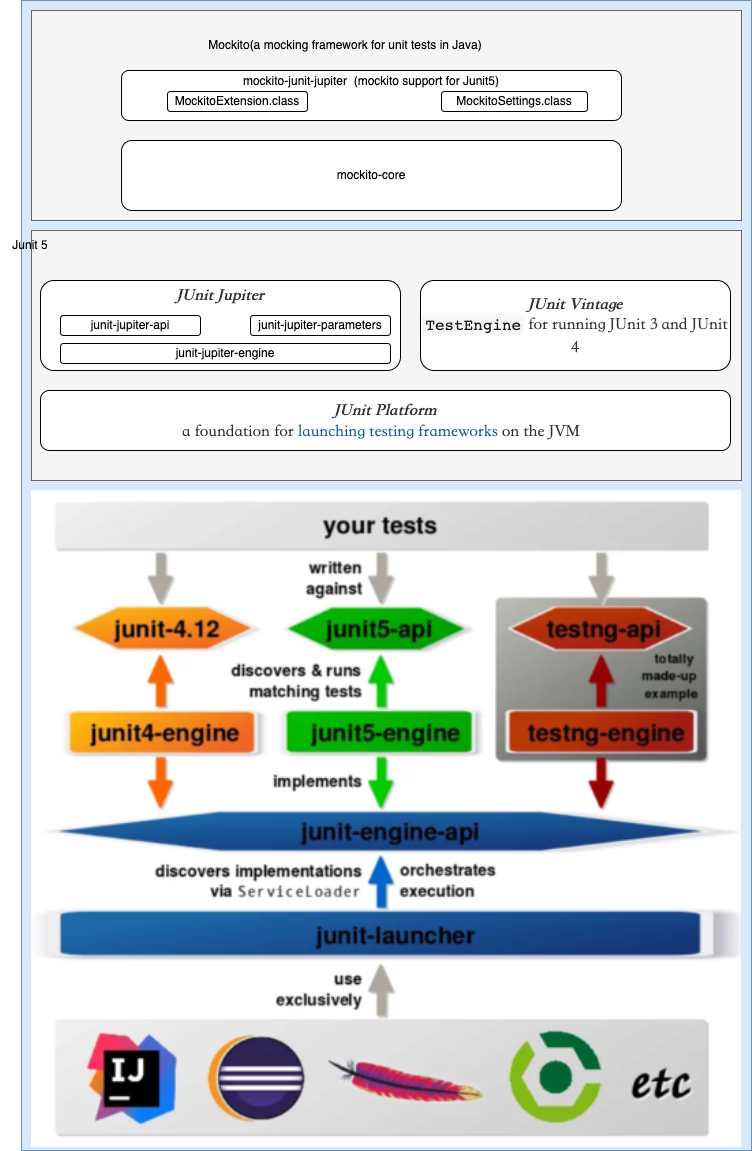 Mockito(a mocking framework for unit tests in Java)
mockito-junit-jupiter  (mockito support for Junit5)
MockitoExtension.class
MockitoSettings.class
mockito-core
Junit 5
JUnit Jupiter
junit-jupiter-api
junit-jupiter-parameters
junit-jupiter-engine
JUnit Vintage
TestEngine for running JUnit 3 and JUnit
4
JUnit Platform
a foundation for launching testing frameworks on the JVM
your tests
written
against
junit-4.12
junit5-api
testng-api
discovers & runs
matching tests
totally
made-up
example
junit4-engine
junit5-engine
testng-engine
implements
junit-engine-api
discovers implementations
via ServiceLoader
orchestrates
execution
junit-launcher
use
exclusively
IJ
etc